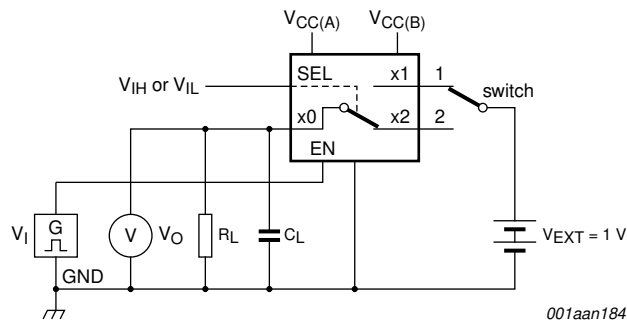 VCC(A) VCC(B)
SEL x1 1
VIH or VIL switch
x0 x2 2
EN
G
VI V VO RL CL VEXT = 1 V
GND
001aan184